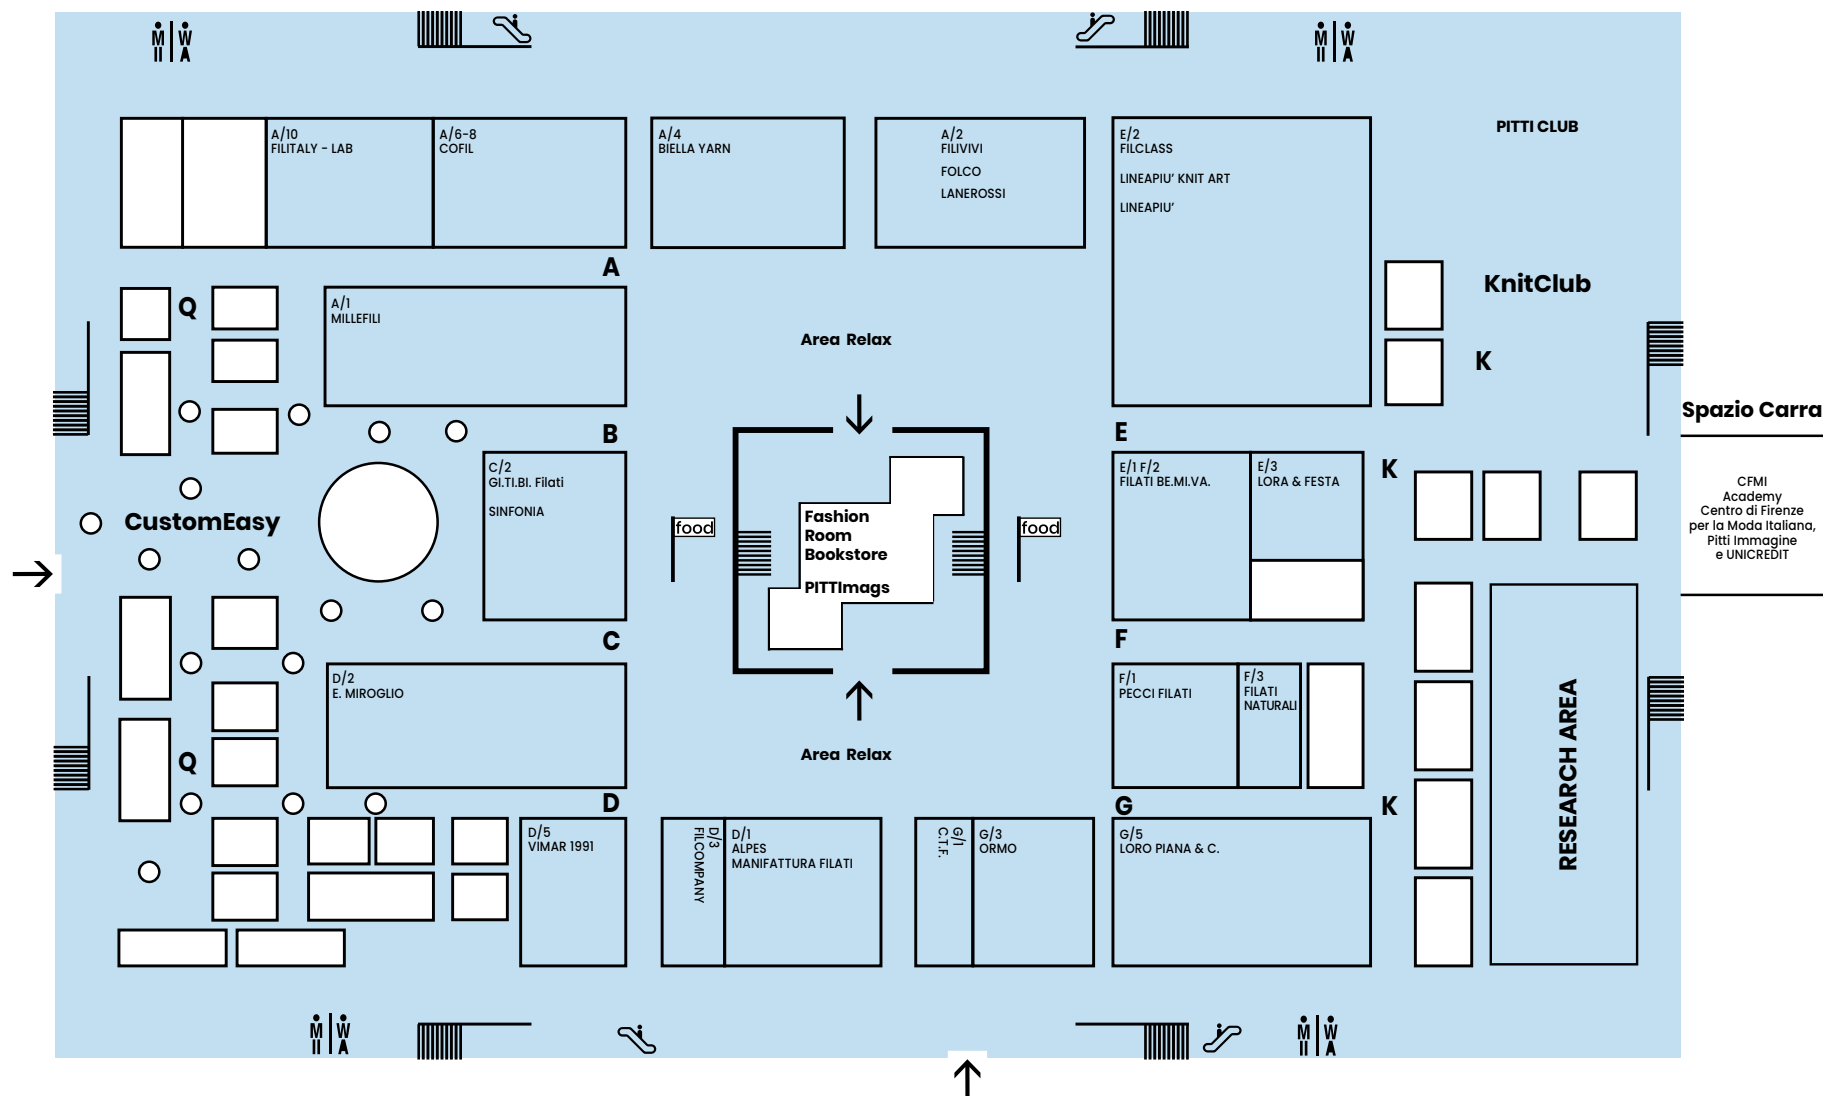 M W
M W
PITTI CLUB
A/10
FILITALY - LAB
A/6-8
COFIL
A/4
BIELLA YARN
A/2
FILIVIVI
FOLCO
LANEROSSI
E/2
FILCLASS
LINEAPIU’ KNIT ART
LINEAPIU’
A
Q
A/1
MILLEFILI
KnitClub
Area Relax
K
Spazio Carra
B
E
C/2
GI.TI.BI. Filati
SINFONIA
E/1 F/2
FILATI BE.MI.VA.
E/3
LORA & FESTA
K
CFMI
Academy
Centro di Firenze
per la Moda Italiana,
Pitti Immagine
e UNICREDIT
CustomEasy
food
Fashion
Room
Bookstore
PITTImags
food
C
F
D/2
E. MIROGLIO
F/1
PECCI FILATI
F/3
FILATI
NATURALI
Area Relax
Q
RESEARCH AREA
D
G
K
D/5
VIMAR 1991
D/3
FIL.COMPANY
D/1
ALPES
MANIFATTURA FILATI
G/1
C.T.F.
G/3
ORMO
G/5
LORO PIANA & C.
M W
M W